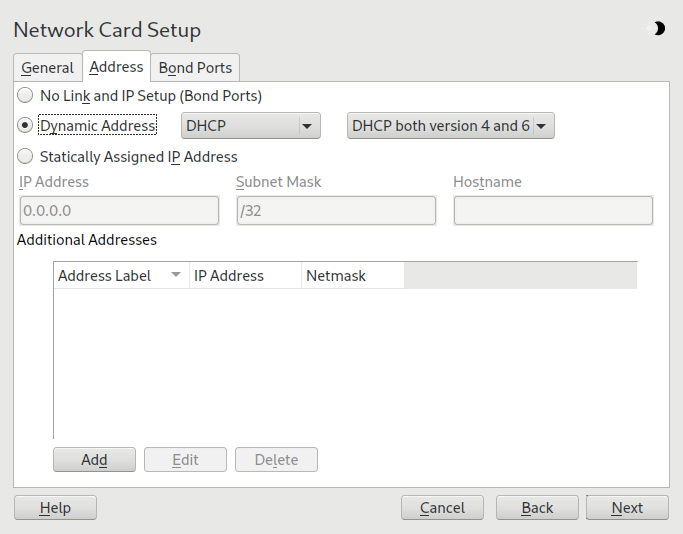 Network Card Setup
General Address Bond Ports
No Link and IP Setup (Bond Ports)
Dynamic Address DHCP DHCP both version 4 and 6
Statically Assigned IP Address
IP Address Subnet Mask Hostname
0.0.0.0 /32
Additional Addresses
Address Label IP Address Netmask
Add Edit Delete
Help Cancel Back Next